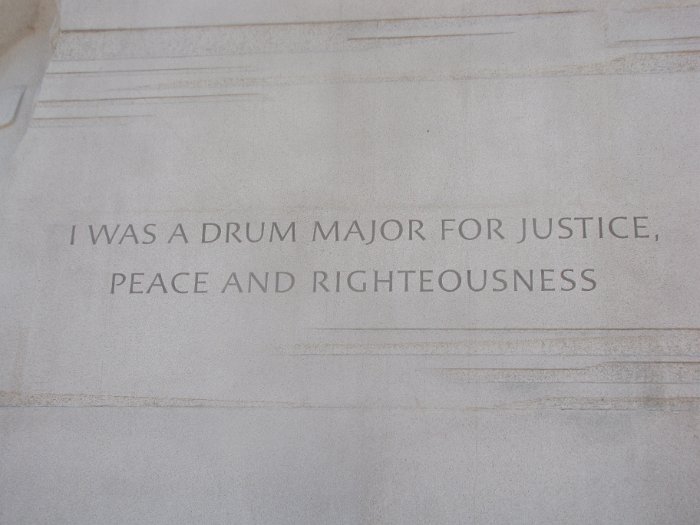 I WAS A DRUM MAJOR FOR JUSTICE,
PEACE AND RIGHTEOUSNESS